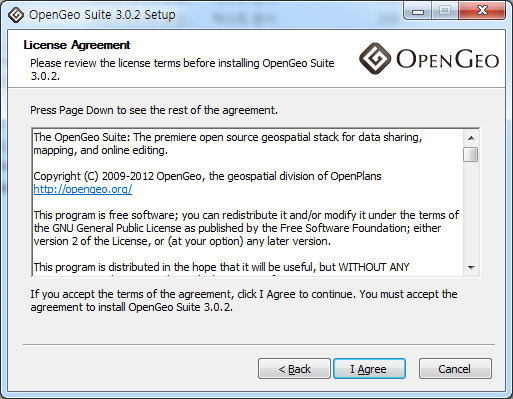 OpenGeo Suite 3.0.2 Setup
License Agreement
Please review the license terms before installing OpenGeo Suite
3.0.2.
OPENGEO
Press Page Down to see the rest of the agreement.
The OpenGeo Suite: The premiere open source geospatial stack for data sharing,
mapping, and online editing.
Copyright (C) 2009-2012 OpenGeo, the geospatial division of OpenPlans
http://opengeo.org/
This program is free software; you can redistribute it and/or modify it under the terms of
the GNU General Public License as published by the Free Software Foundation; either
version 2 of the License, or (at your option) any later version.
This program is distributed in the hope that it will be useful, but WITHOUT ANY
If you accept the terms of the agreement, click I Agree to continue. You must accept the
agreement to install OpenGeo Suite 3.0.2.
< Back
I Agree
Cancel